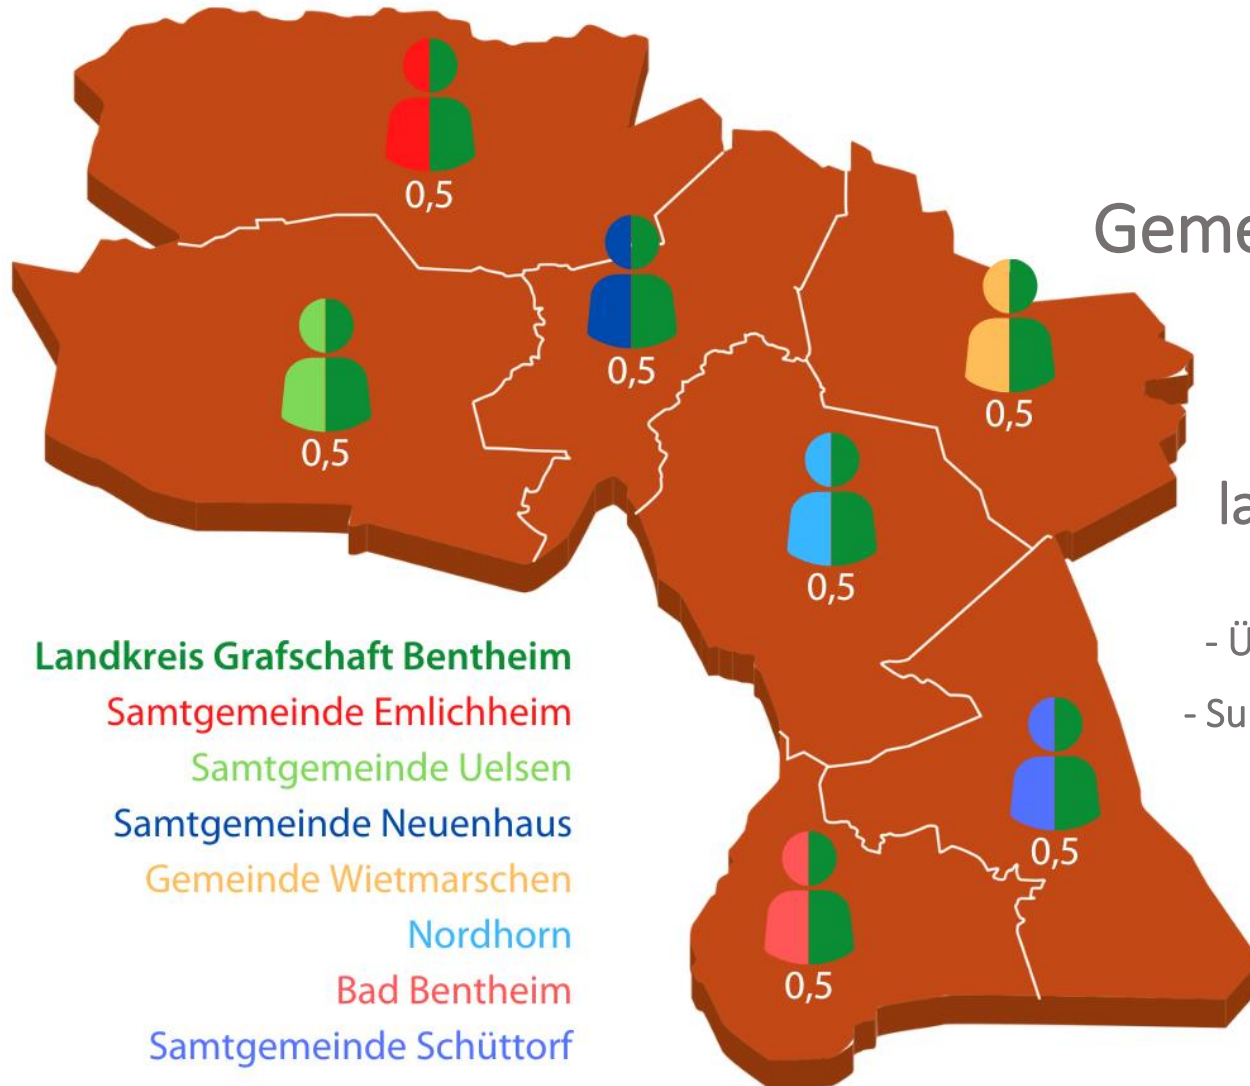 0,5
0,5
0,5
0,5
0,5
0,5
0,5
Landkreis Grafschaft Bentheim
Samtgemeinde Emlichheim
Samtgemeinde Uelsen
Samtgemeinde Neuenhaus
Gemeinde Wietmarschen
Nordhorn
Bad Bentheim
Samtgemeinde Schüttorf